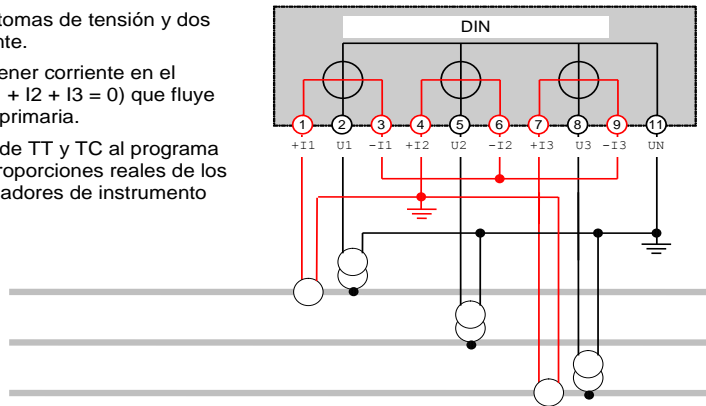 tomas de tensión y dos
nte.
ener corriente en el
+ I2 + I3 = 0) que fluye
primaria.
de TT y TC al programa
roporciones reales de los
adores de instrumento
DIN
1 2 3 4 5 6 7 8 9 11
+I1 U1 -I1 +I2 U2 -I2 +I3 U3 -I3 UN